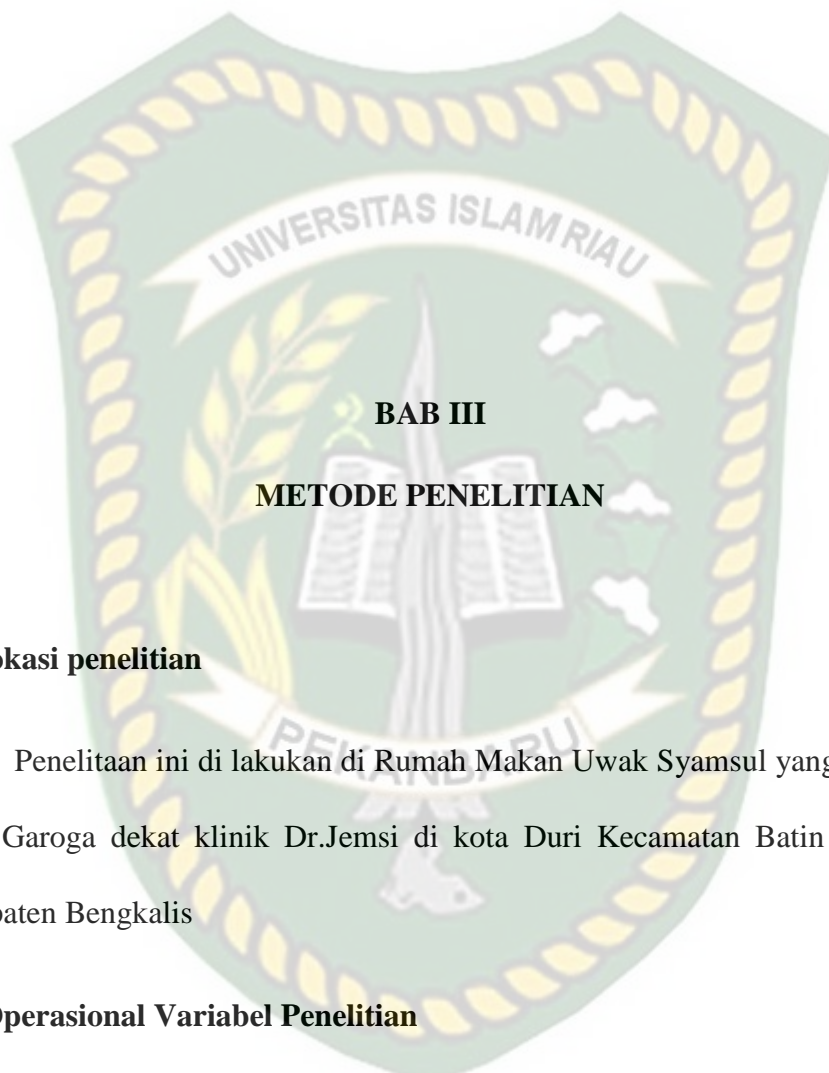 UNIVERSITAS ISLAM RIAU
BAB III
METODE PENELITIAN
okasi penelitian
PEKANBARU
Penelitaan ini di lakukan di Rumah Makan Uwak Syamsul yang
Garoga dekat klinik Dr.Jemsi di kota Duri Kecamatan Batin
paten Bengkalis
Operasional Variabel Penelitian